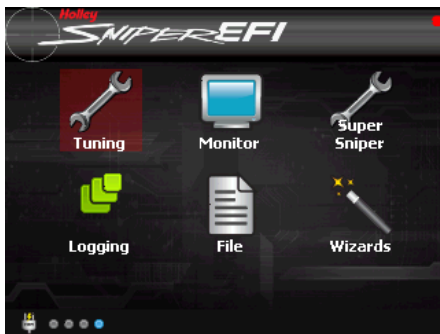 Holley
SNIPER EFI
Tuning
Monitor
Super
Sniper
Logging
File
Wizards